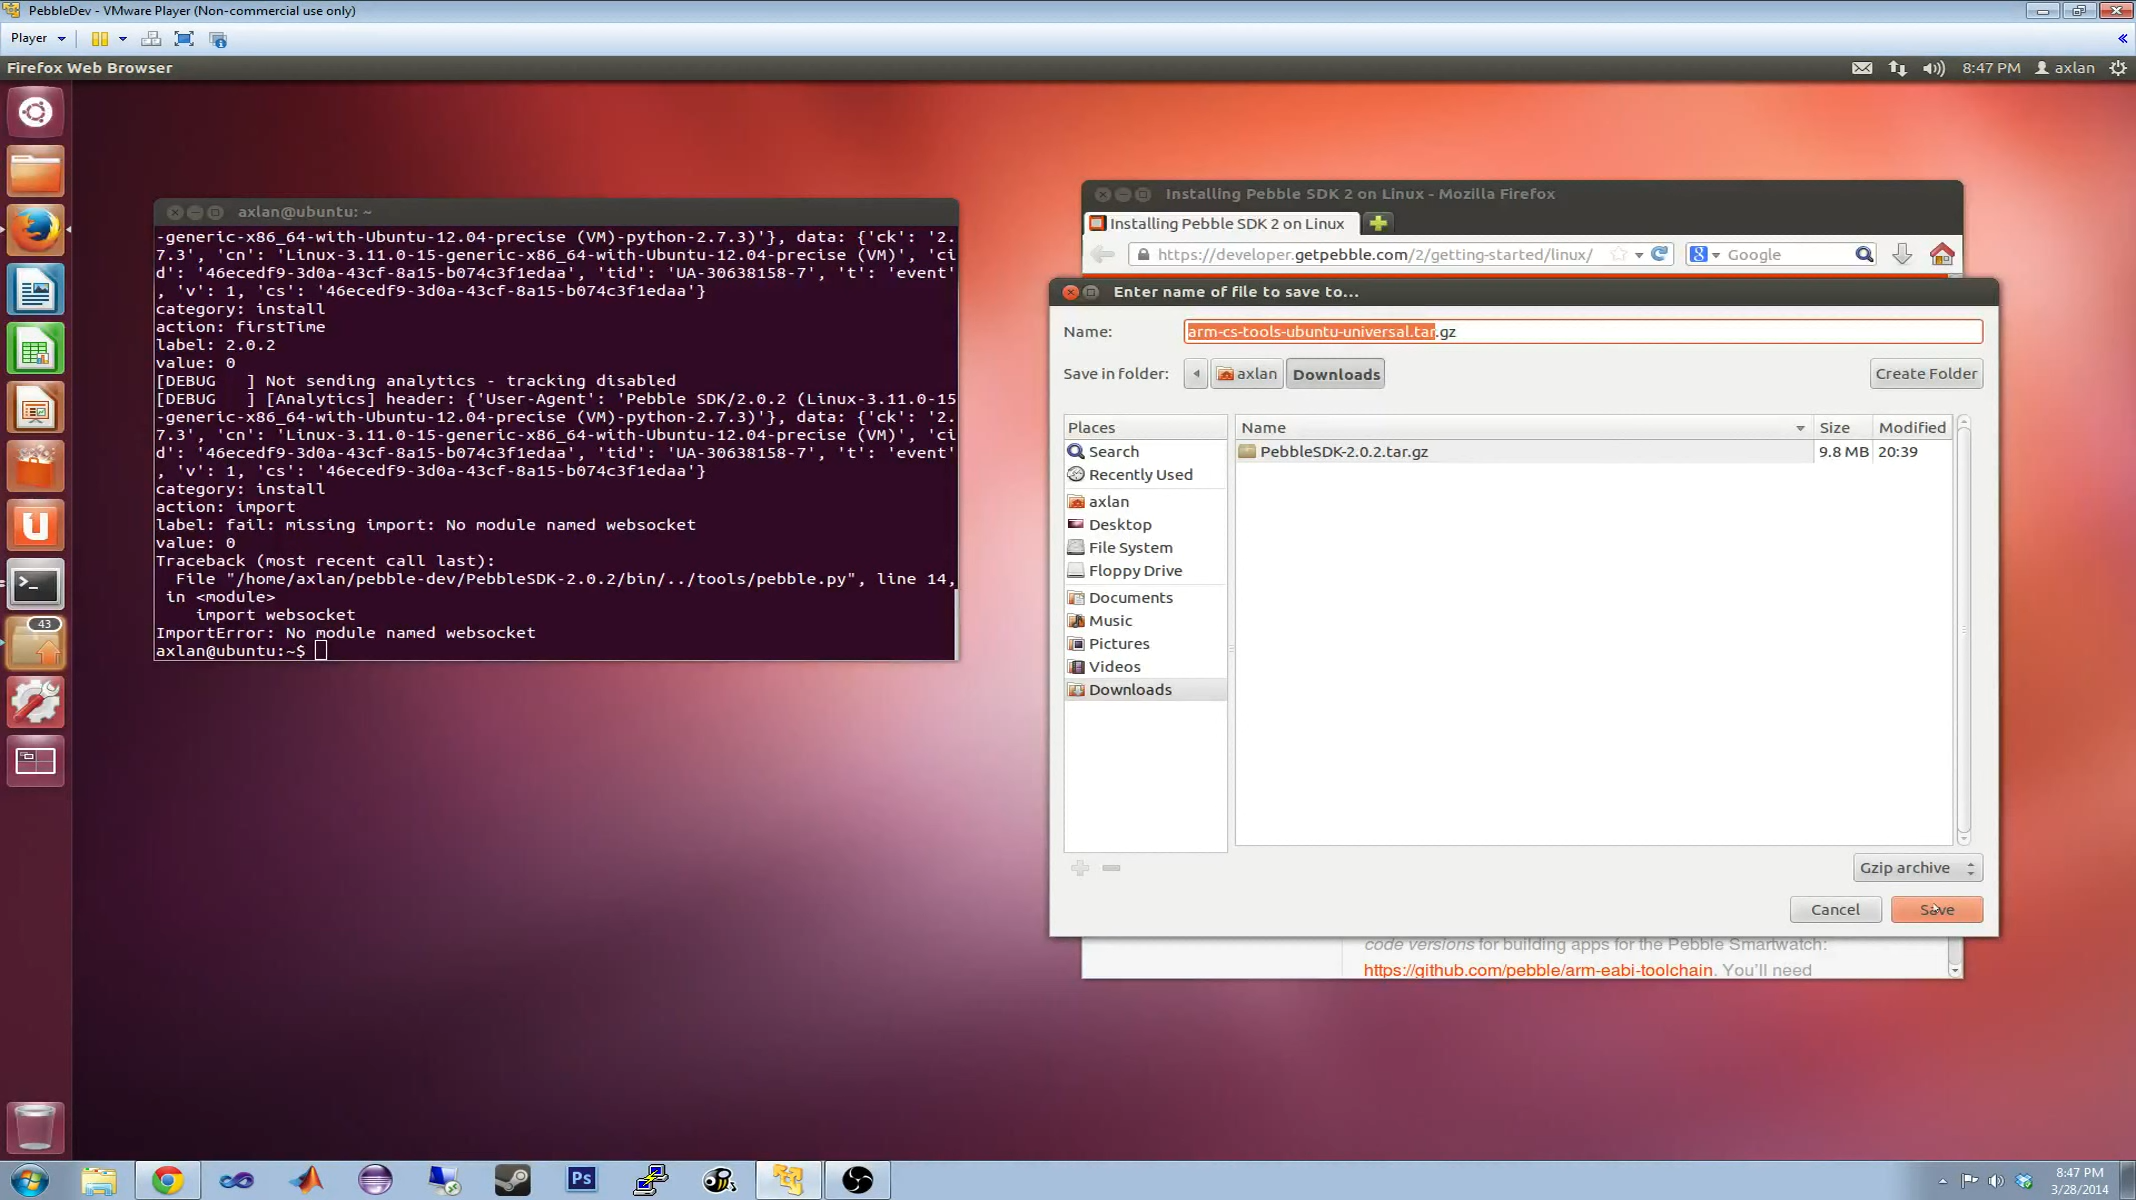 PebbleDev - VMware Player (Non-commercial use only)
Player
Firefox Web Browser
8:47 PM
axlan
axlan@ubuntu: ~
-generic-x86_64-with-Ubuntu-12.04-precise (VM)-python-2.7.3)'}, data: {'ck': '2.
7.3', 'cn': 'Linux-3.11.0-15-generic-x86_64-with-Ubuntu-12.04-precise (VM)', 'ci
d': '46ecedf9-3d0a-43cf-8a15-b074c3f1edaa', 'tid': 'UA-30638158-7', 't': 'event'
, 'v': 1, 'cs': '46ecedf9-3d0a-43cf-8a15-b074c3f1edaa'}
category: install
action: firstTime
label: 2.0.2
value: 0
[DEBUG   ] Not sending analytics - tracking disabled
[DEBUG   ] [Analytics] header: {'User-Agent': 'Pebble SDK/2.0.2 (Linux-3.11.0-15
-generic-x86_64-with-Ubuntu-12.04-precise (VM)-python-2.7.3)'}, data: {'ck': '2.
7.3', 'cn': 'Linux-3.11.0-15-generic-x86_64-with-Ubuntu-12.04-precise (VM)', 'ci
d': '46ecedf9-3d0a-43cf-8a15-b074c3f1edaa', 'tid': 'UA-30638158-7', 't': 'event'
, 'v': 1, 'cs': '46ecedf9-3d0a-43cf-8a15-b074c3f1edaa'}
category: install
action: import
label: fail: missing import: No module named websocket
value: 0
Traceback (most recent call last):
  File "/home/axlan/pebble-dev/PebbleSDK-2.0.2/bin/../tools/pebble.py", line 14,
 in <module>
    import websocket
ImportError: No module named websocket
axlan@ubuntu:~$
Installing Pebble SDK 2 on Linux - Mozilla Firefox
Installing Pebble SDK 2 on Linux
https://developer.getpebble.com/2/getting-started/linux/
Google
Enter name of file to save to...
Name:
arm-cs-tools-ubuntu-universal.tar.gz
Save in folder:
axlan
Downloads
Create Folder
Places
Search
Recently Used
axlan
Desktop
File System
Floppy Drive
Documents
Music
Pictures
Videos
Downloads
Name
Size
Modified
PebbleSDK-2.0.2.tar.gz
9.8 MB
20:39
Gzip archive
Cancel
Save
code versions for building apps for the Pebble Smartwatch:
https://github.com/pebble/arm-eabi-toolchain. You'll need
43
Ps
8:47 PM
3/28/2014